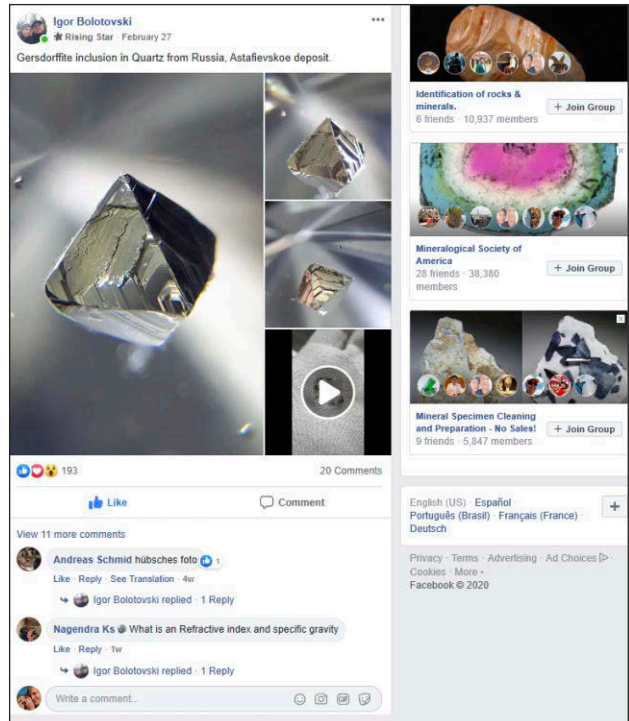 Igor Bolotovski
Rising Star · February 27
Gersdorffite inclusion in Quartz from Russia, Astafievskoe deposit.
193
20 Comments
Like
Comment
View 11 more comments
Andreas Schmid hübsches foto 1
Like · Reply · See Translation · 4w
Igor Bolotovski replied · 1 Reply
Nagendra Ks What is an Refractive index and specific gravity
Like · Reply · 1w
Igor Bolotovski replied · 1 Reply
Write a comment...
GIF
Identification of rocks &
minerals.
6 friends · 10,937 members
+ Join Group
Mineralogical Society of
America
28 friends · 38,380
members
+ Join Group
Mineral Specimen Cleaning
and Preparation - No Sales!
9 friends · 5,847 members
+ Join Group
English (US) · Español ·
Português (Brasil) · Français (France) ·
Deutsch
+
Privacy · Terms · Advertising · Ad Choices ·
Cookies · More
Facebook © 2020